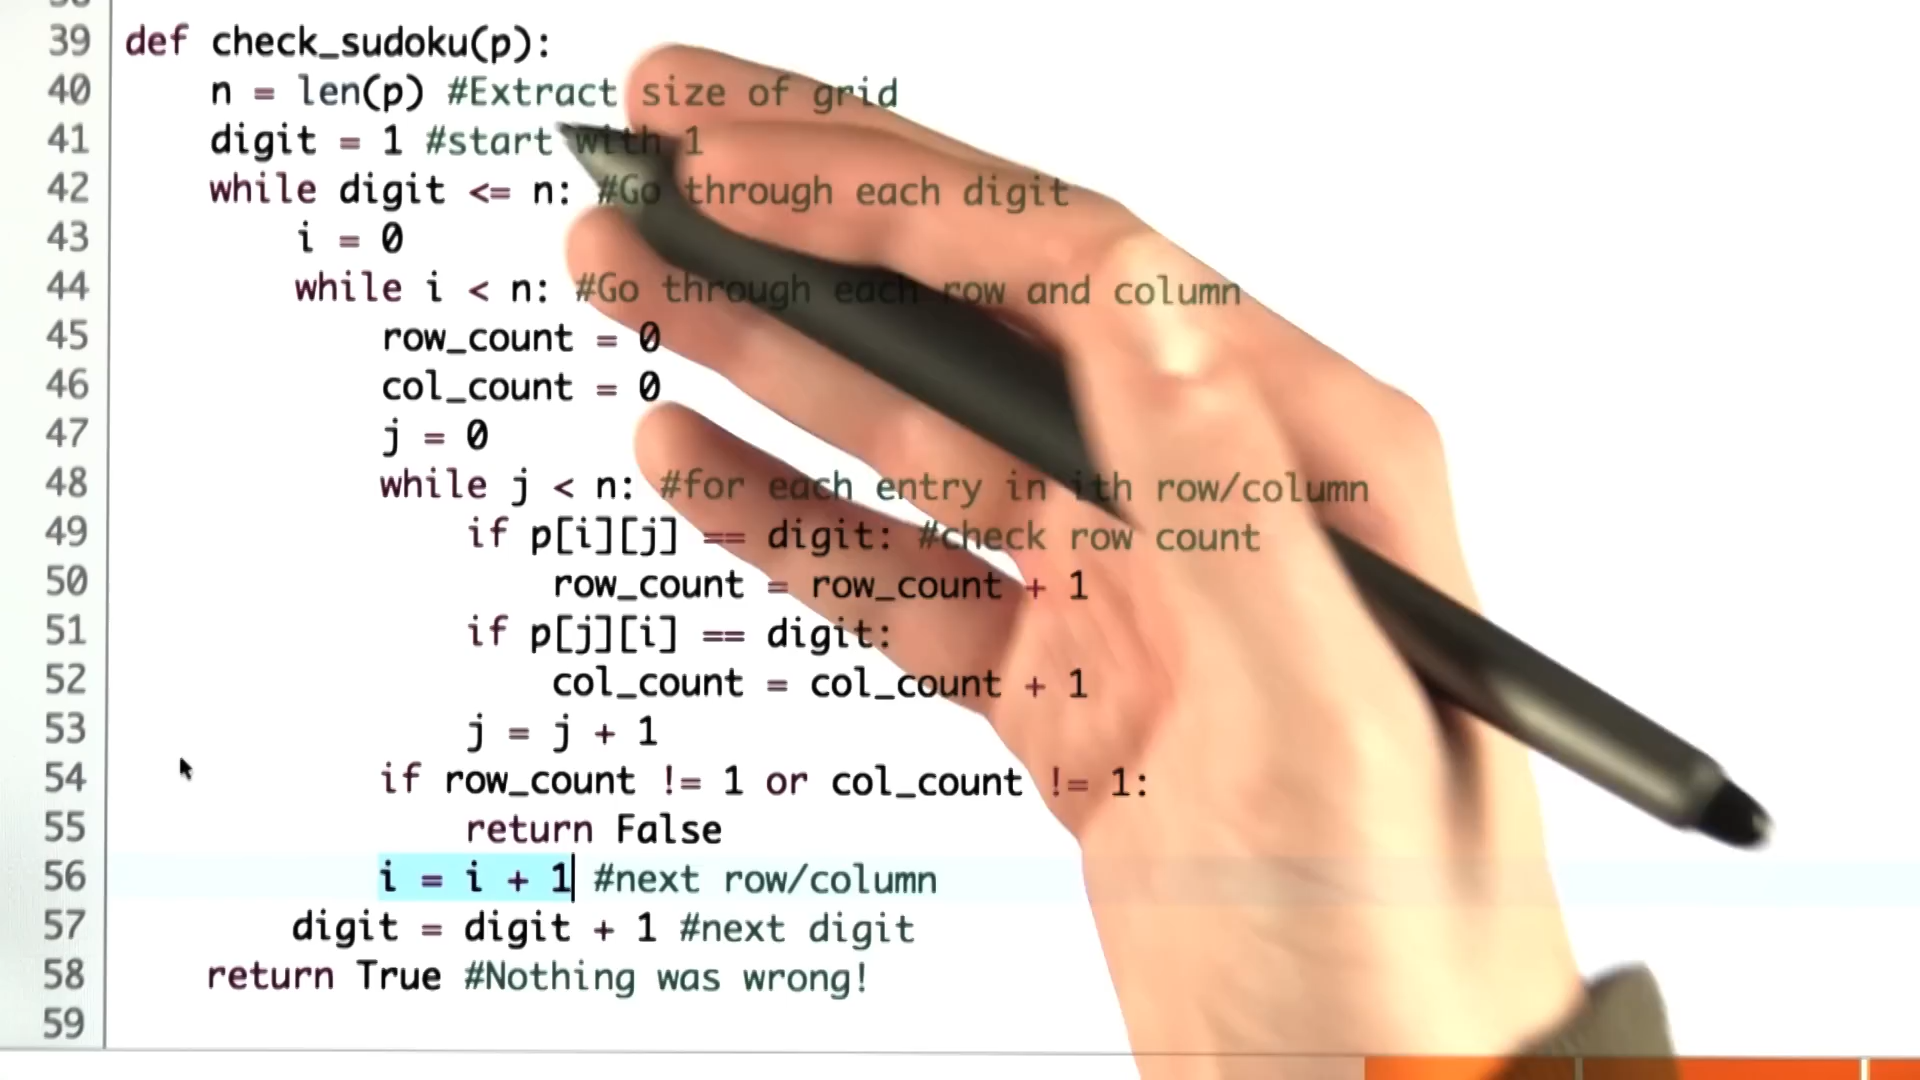 39 def check_sudoku(p):
40 n = len(p) #Extract size of grid
41 digit = 1 #start with 1
42 while digit <= n: #Go through each digit
43 i = 0
44 while i < n: #Go through each row and column
45 row_count = 0
46 col_count = 0
47 j = 0
48 while j < n: #for each entry in ith row/column
49 if p[i][j] == digit: #check row count
50 row_count = row_count + 1
51 if p[j][i] == digit:
52 col_count = col_count + 1
53 j = j + 1
54 if row_count != 1 or col_count != 1:
55 return False
56 i = i + 1 #next row/column
57 digit = digit + 1 #next digit
58 return True #Nothing was wrong!
59